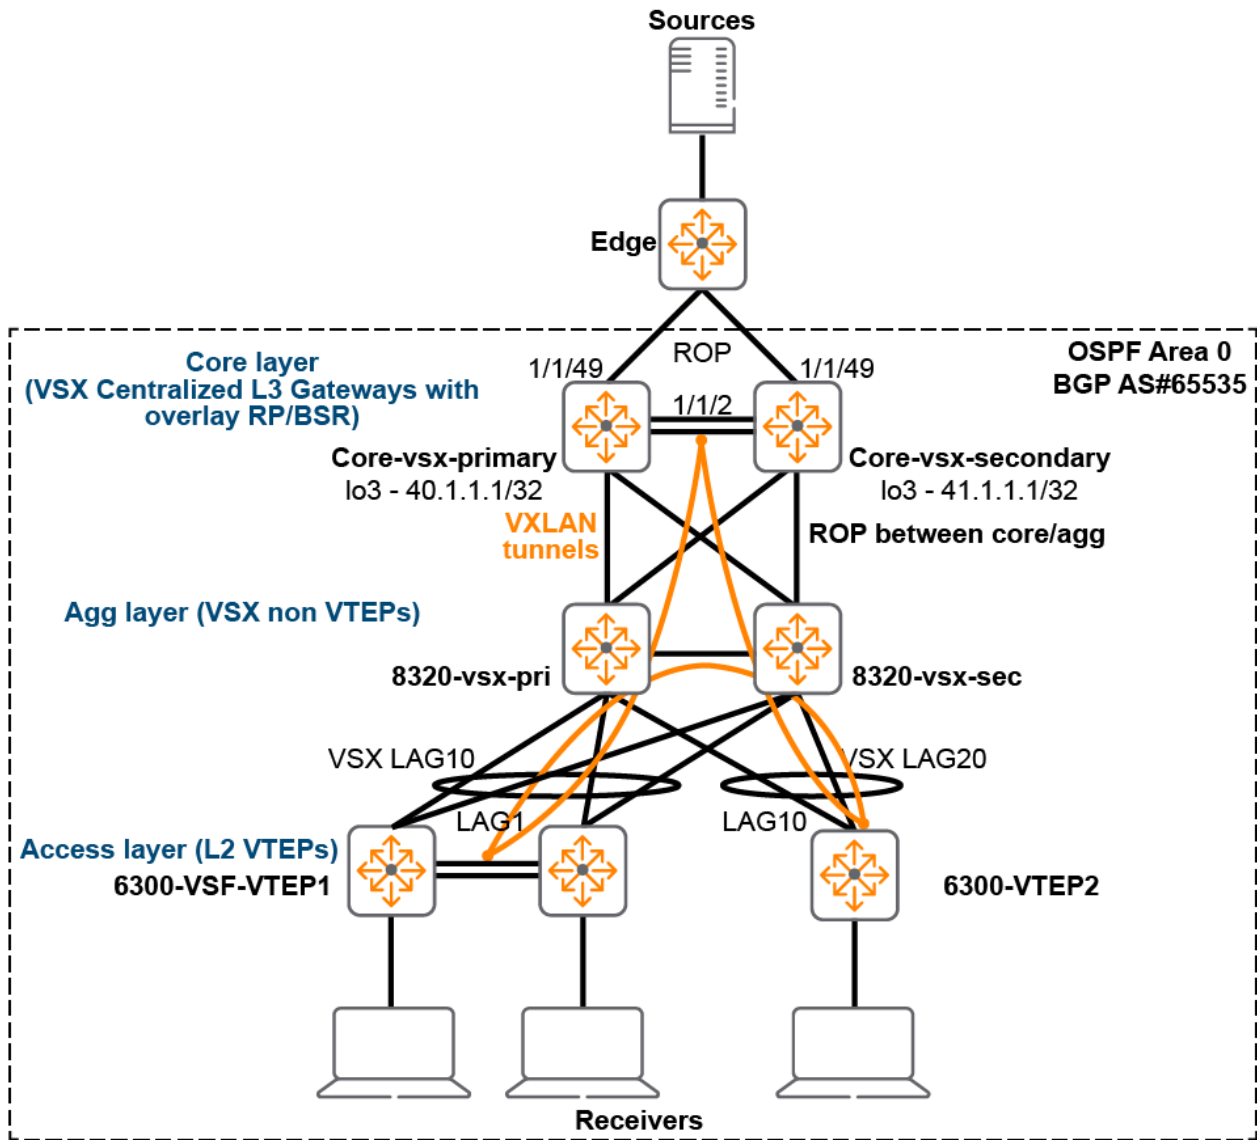 Sources
Edge
Core layer
(VSX Centralized L3 Gateways with
overlay RP/BSR)
OSPF Area 0
BGP AS#65535
ROP
1/1/49
1/1/49
1/1/2
Core-vsx-primary
lo3 - 40.1.1.1/32
Core-vsx-secondary
lo3 - 41.1.1.1/32
VXLAN
tunnels
ROP between core/agg
Agg layer (VSX non VTEPs)
8320-vsx-pri
8320-vsx-sec
VSX LAG10
VSX LAG20
LAG1
LAG10
Access layer (L2 VTEPs)
6300-VSF-VTEP1
6300-VTEP2
Receivers